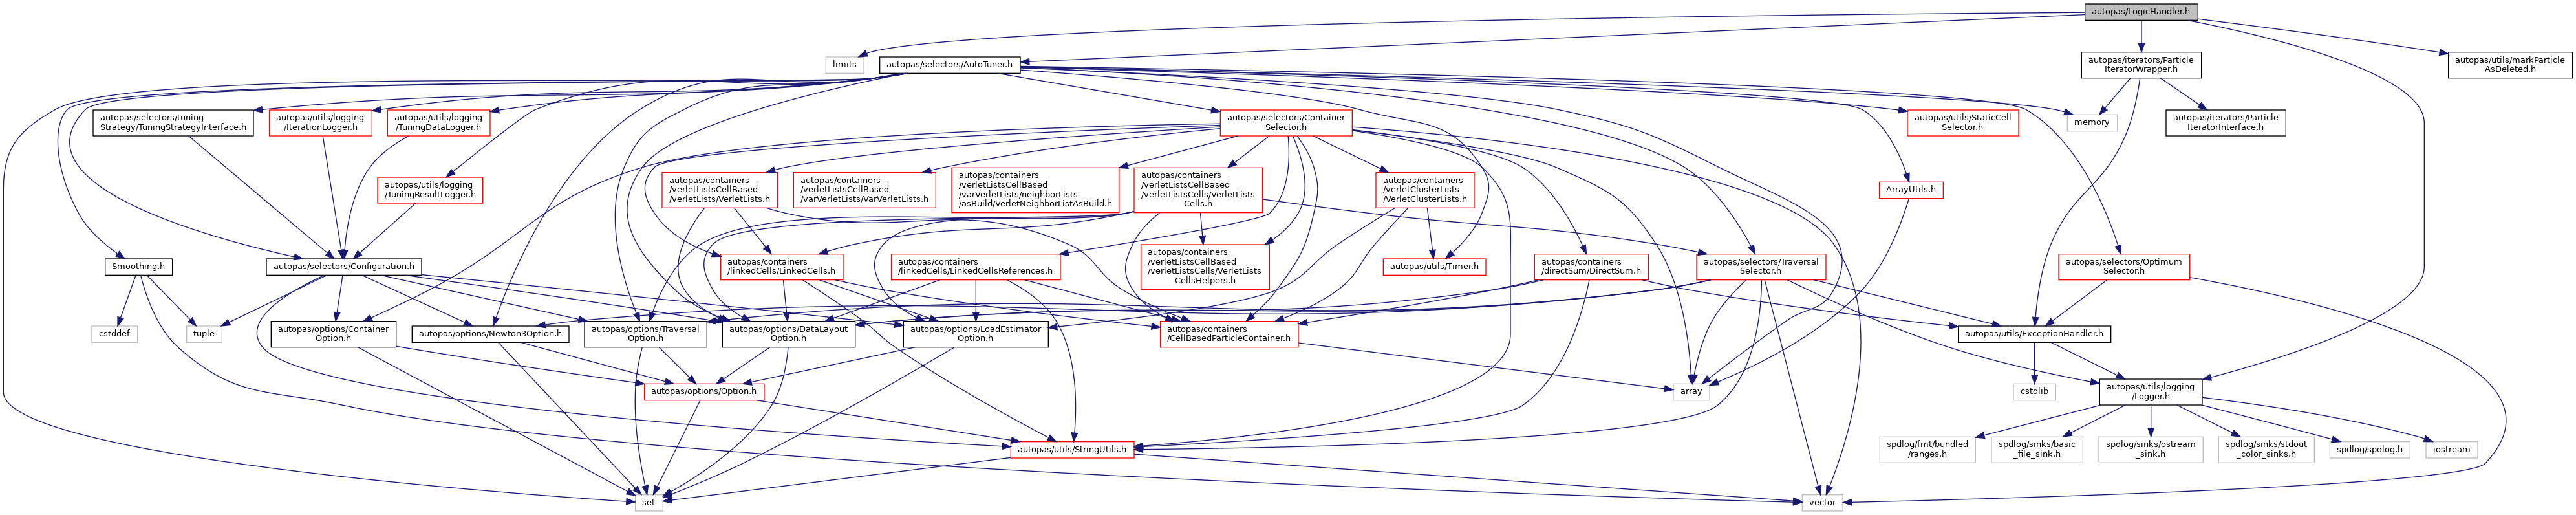 autopas/LogicHandler.h
limits
autopas/selectors/AutoTuner.h
autopas/iterators/Particle
IteratorWrapper.h
autopas/utils/markParticle
AsDeleted.h
autopas/selectors/tuning
Strategy/TuningStrategyInterface.h
autopas/utils/logging
/IterationLogger.h
autopas/utils/logging
/TuningDataLogger.h
autopas/selectors/Container
Selector.h
autopas/utils/StaticCell
Selector.h
memory
autopas/iterators/Particle
IteratorInterface.h
autopas/utils/logging
/TuningResultLogger.h
autopas/containers
/verletListsCellBased
/verletLists/VerletLists.h
autopas/containers
/verletListsCellBased
/varVerletLists/VarVerletLists.h
autopas/containers
/verletListsCellBased
/varVerletLists/neighborLists
/asBuild/VerletNeighborListAsBuild.h
autopas/containers
/verletListsCellBased
/verletListsCells/VerletLists
Cells.h
autopas/containers
/verletClusterLists
/VerletClusterLists.h
ArrayUtils.h
Smoothing.h
autopas/selectors/Configuration.h
autopas/containers
/linkedCells/LinkedCells.h
autopas/containers
/linkedCells/LinkedCellsReferences.h
autopas/containers
/verletListsCellBased
/verletListsCells/VerletLists
CellsHelpers.h
autopas/utils/Timer.h
autopas/containers
/directSum/DirectSum.h
autopas/selectors/Traversal
Selector.h
autopas/selectors/Optimum
Selector.h
cstddef
tuple
autopas/options/Container
Option.h
autopas/options/Newton3Option.h
autopas/options/Traversal
Option.h
autopas/options/DataLayout
Option.h
autopas/options/LoadEstimator
Option.h
autopas/containers
/CellBasedParticleContainer.h
autopas/utils/ExceptionHandler.h
autopas/options/Option.h
array
cstdlib
autopas/utils/logging
/Logger.h
autopas/utils/StringUtils.h
spdlog/fmt/bundled
/ranges.h
spdlog/sinks/basic
_file_sink.h
spdlog/sinks/ostream
_sink.h
spdlog/sinks/stdout
_color_sinks.h
spdlog/spdlog.h
iostream
set
vector